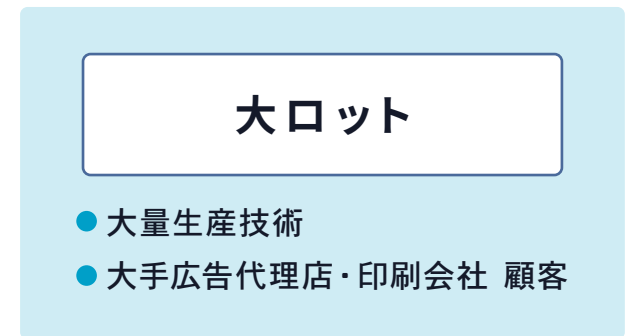 大ロット
● 大量生産技術
● 大手広告代理店・印刷会社 顧客